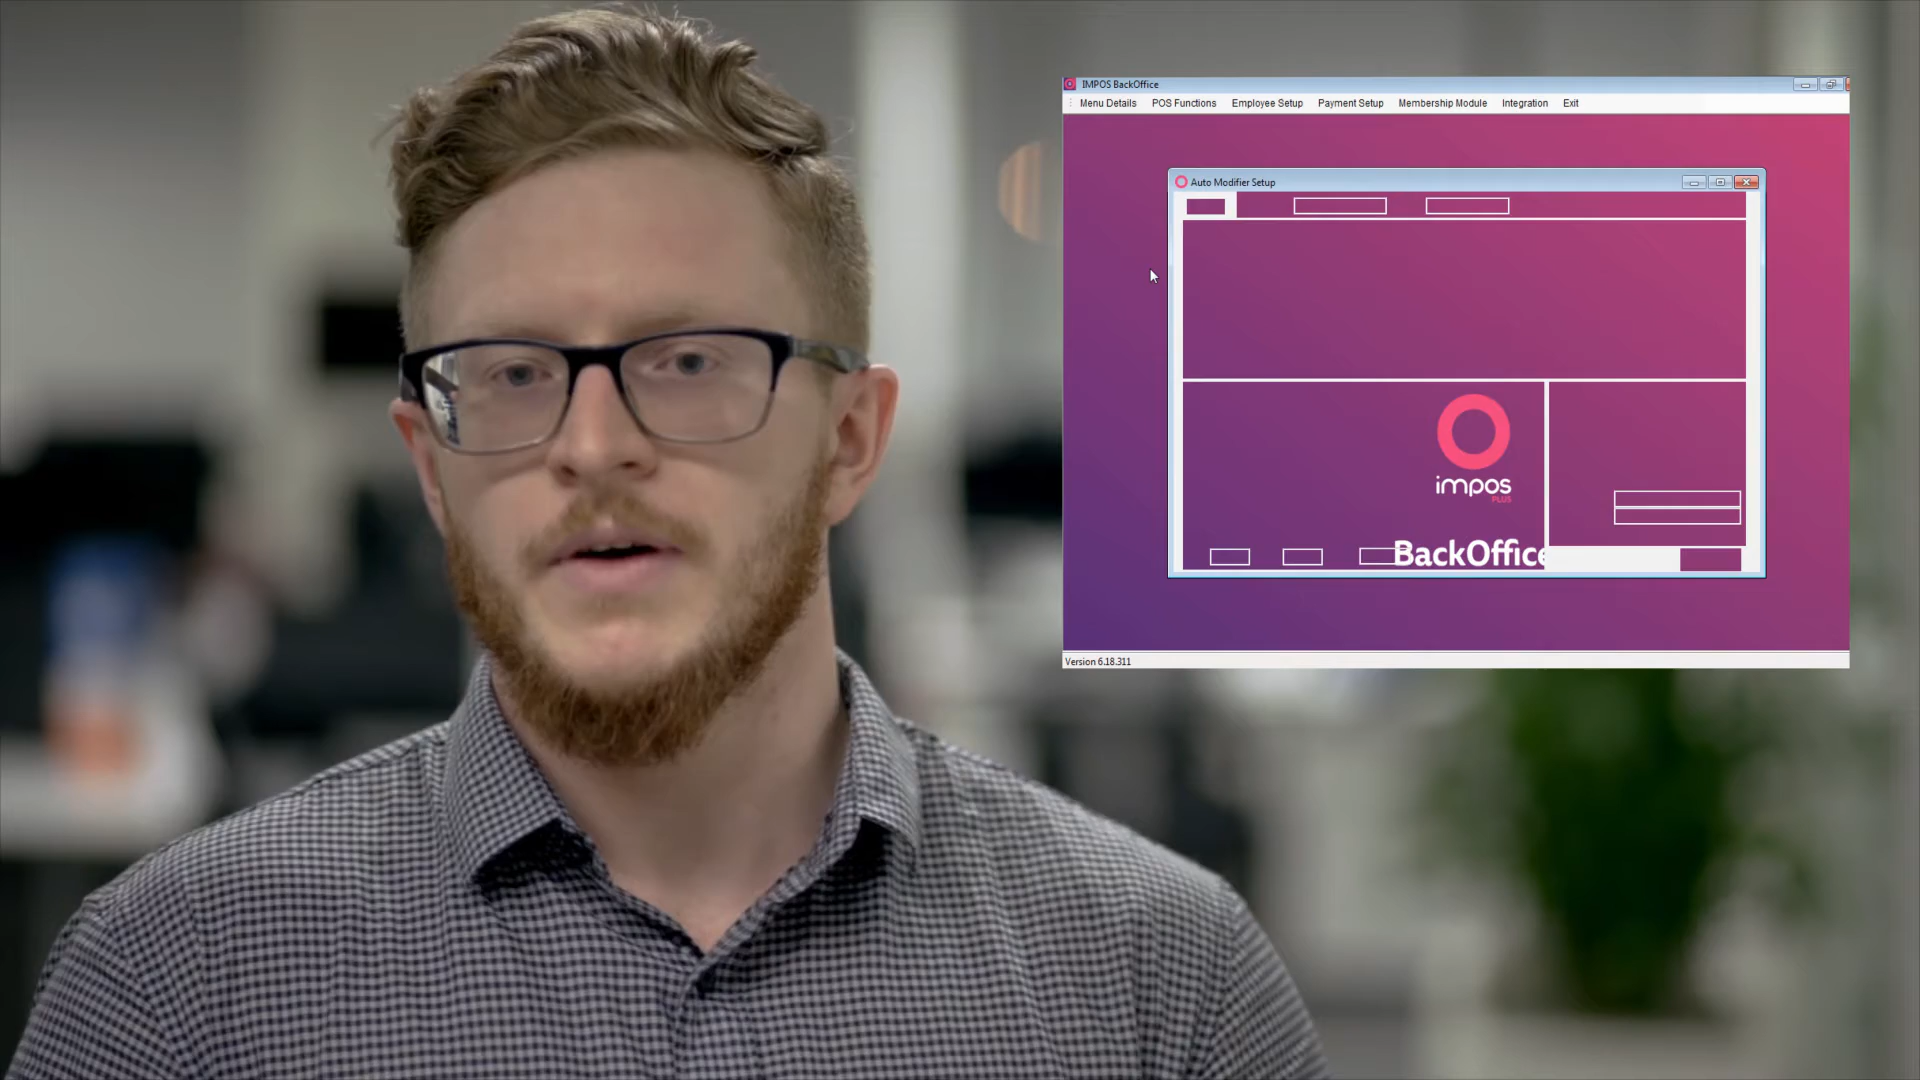 IMPOS BackOffice
Menu Details POS Functions Employee Setup Payment Setup Membership Module Integration Exit
Auto Modifier Setup
impos
PLUS
BackOffice
Version 6.18.311